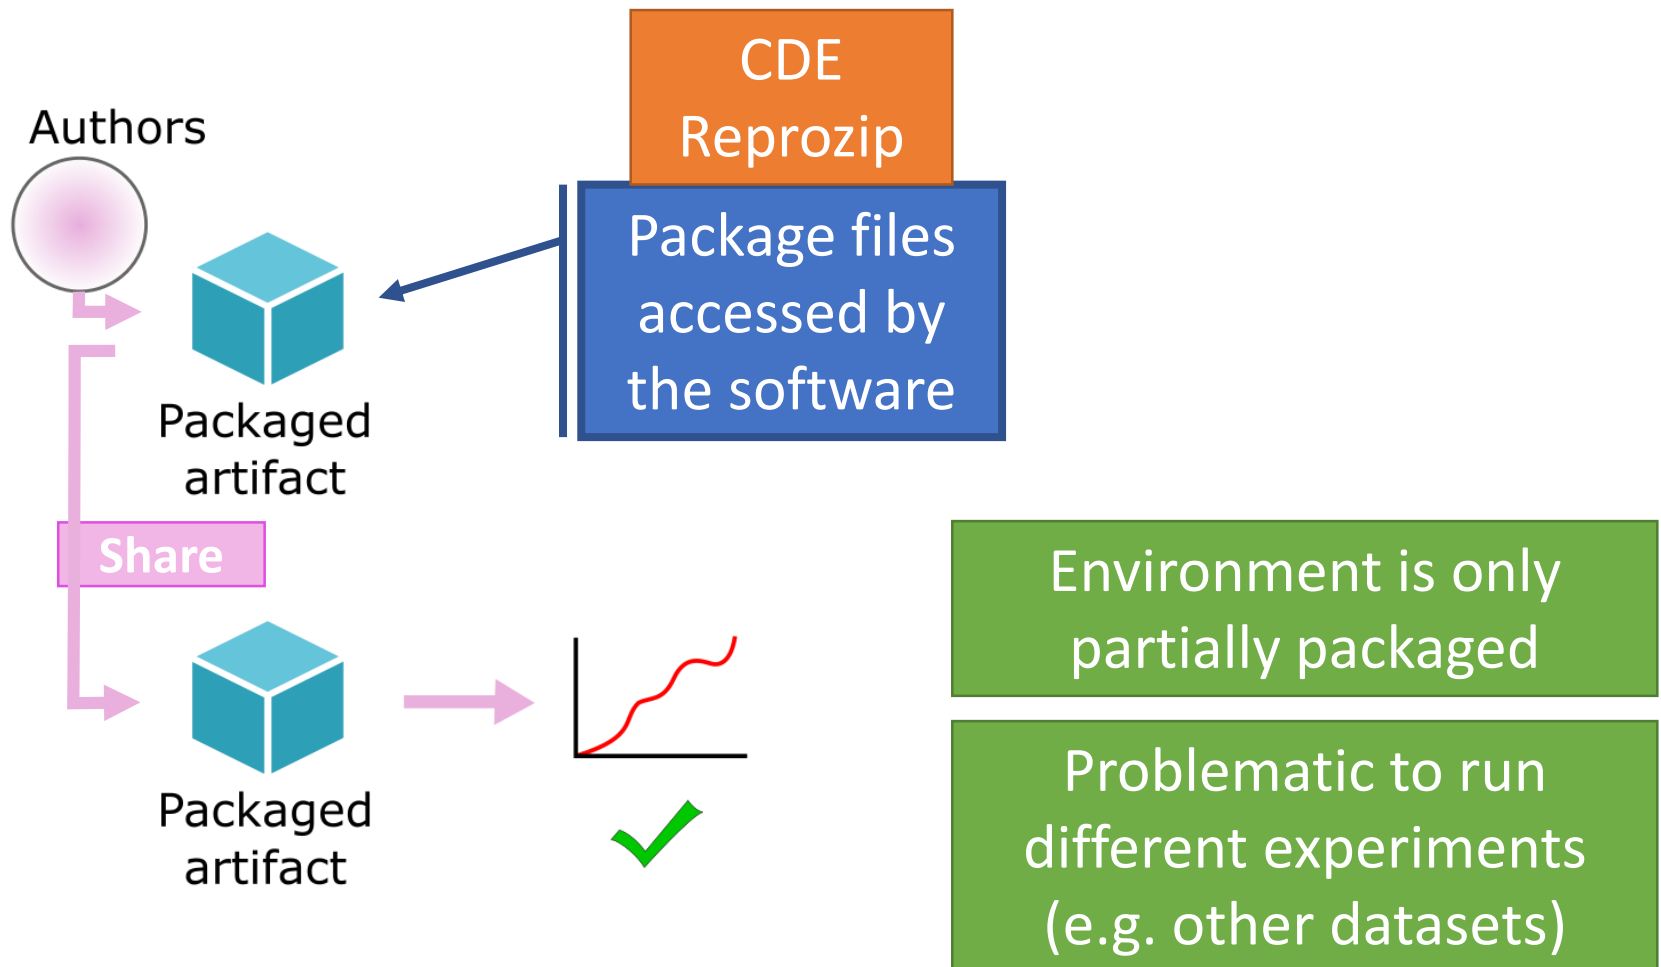 CDE
Reprozip
Authors
Package files
accessed by
the software
Packaged
artifact
Share
Environment is only
partially packaged
Packaged
artifact
Problematic to run
different experiments
(e.g. other datasets)